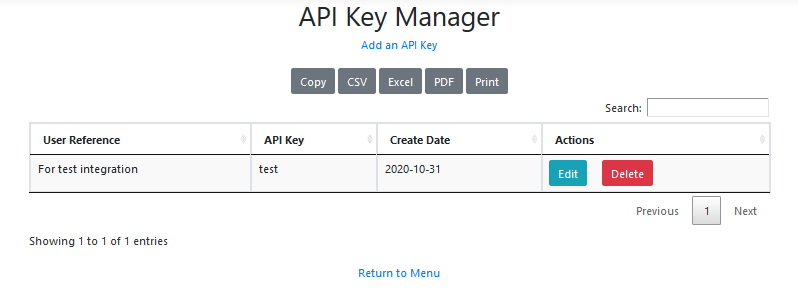 API Key Manager
Add an API Key
Copy CSV Excel PDF Print
Search:
User Reference API Key Create Date Actions
For test integration test 2020-10-31 Edit Delete
Previous 1 Next
Showing 1 to 1 of 1 entries
Return to Menu